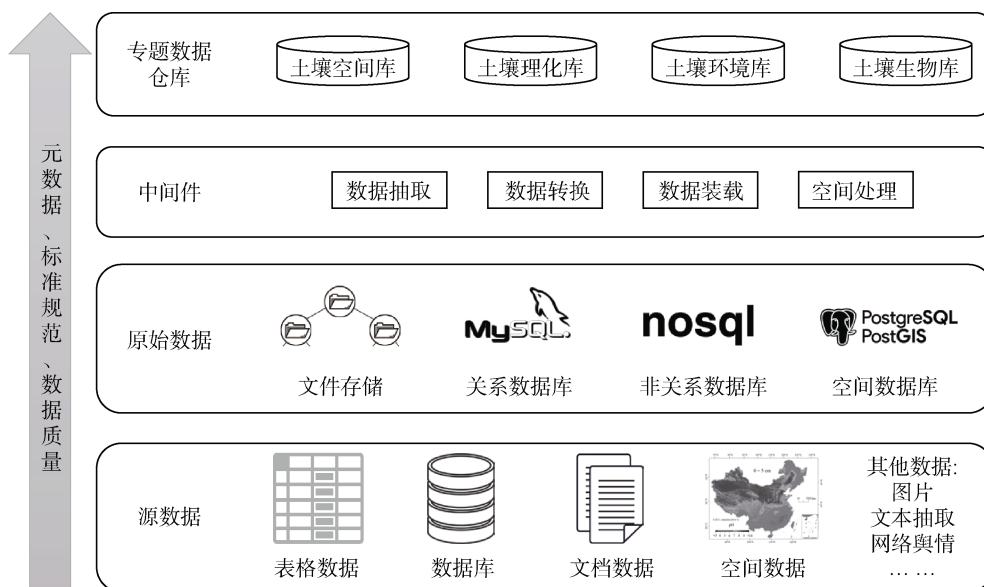 元数据、标准规范、数据质量
专题数据
仓库
土壤空间库
土壤理化库
土壤环境库
土壤生物库
中间件
数据抽取
数据转换
数据装载
空间处理
原始数据
MySQL
nosql
PostgreSQL
PostGIS
文件存储
关系数据库
非关系数据库
空间数据库
源数据
0~5 cm
pH
其他数据:
图片
文本抽取
网络舆情
… …
表格数据
数据库
文档数据
空间数据